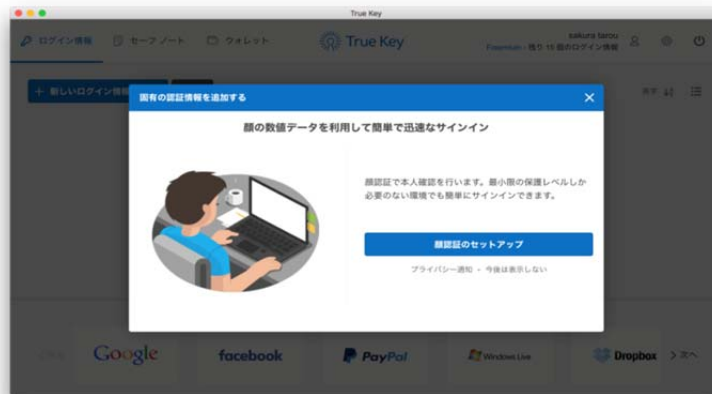 True Key
ログイン情報
セーフ ノート
ウォレット
True Key
sakura tarou
Freemium - 残り 15 個のログイン情報
+ 新しいログイン情報
表示
固有の認証情報を追加する
顔の数値データを利用して簡単で迅速なサインイン
顔認証で本人確認を行います。最小限の保護レベルしか
必要のない環境でも簡単にサインインできます。
顔認証のセットアップ
プライバシー通知 - 今後は表示しない
Google
facebook
PayPal
Windows Live
Dropbox
次へ